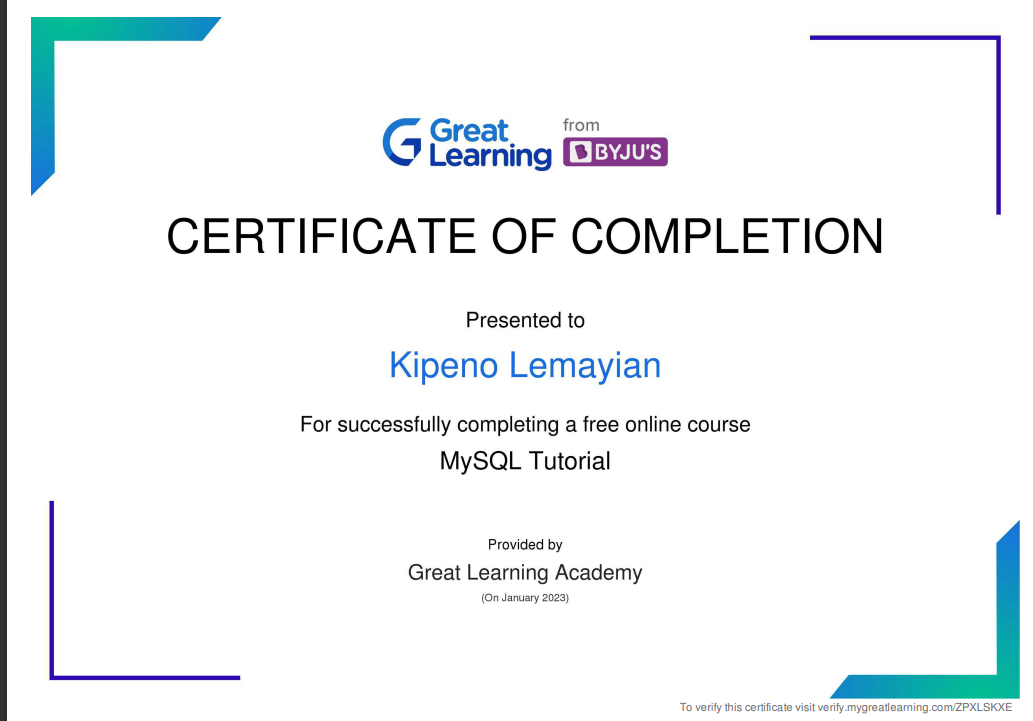 Great Learning
from
BYJU'S
CERTIFICATE OF COMPLETION
Presented to
Kipeno Lemayian
For successfully completing a free online course
MySQL Tutorial
Provided by
Great Learning Academy
(On January 2023)
To verify this certificate visit verify.mygreatlearning.com/ZPXLSKXE